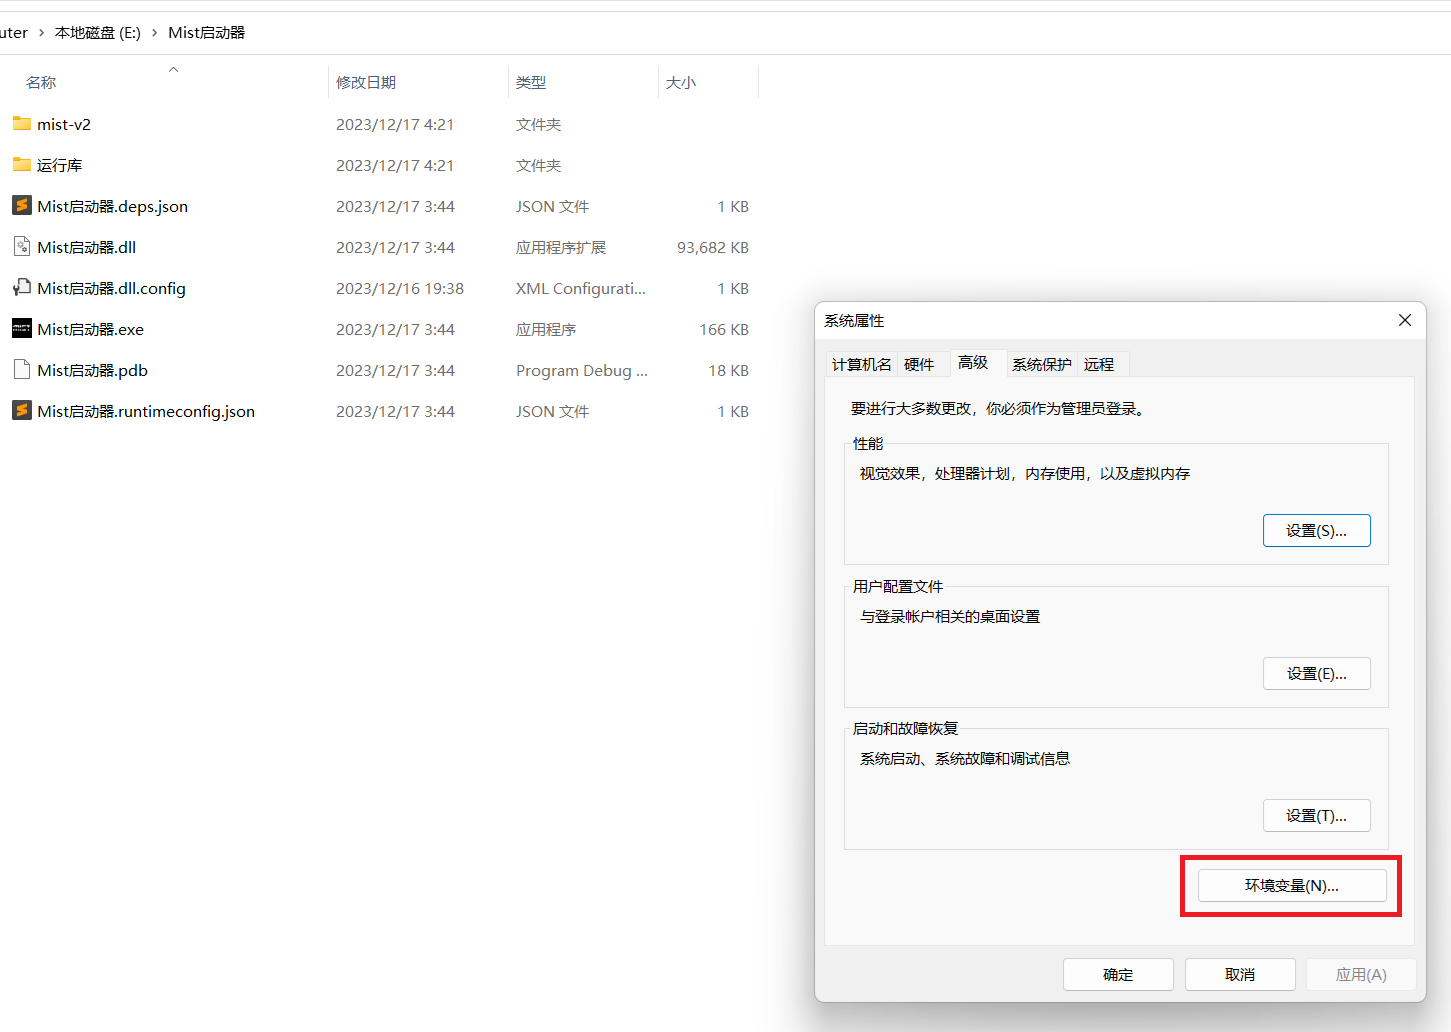 uter › 本地磁盘 (E:) › Mist启动器
名称 修改日期 类型 大小
mist-v2 2023/12/17 4:21 文件夹
运行库 2023/12/17 4:21 文件夹
Mist启动器.deps.json 2023/12/17 3:44 JSON 文件 1 KB
Mist启动器.dll 2023/12/17 3:44 应用程序扩展 93,682 KB
Mist启动器.dll.config 2023/12/16 19:38 XML Configurati... 1 KB
Mist启动器.exe 2023/12/17 3:44 应用程序 166 KB
Mist启动器.pdb 2023/12/17 3:44 Program Debug ... 18 KB
Mist启动器.runtimeconfig.json 2023/12/17 3:44 JSON 文件 1 KB
系统属性
计算机名 硬件 高级 系统保护 远程
要进行大多数更改，你必须作为管理员登录。
性能
视觉效果，处理器计划，内存使用，以及虚拟内存
设置(S)...
用户配置文件
与登录帐户相关的桌面设置
设置(E)...
启动和故障恢复
系统启动、系统故障和调试信息
设置(T)...
环境变量(N)...
确定 取消 应用(A)